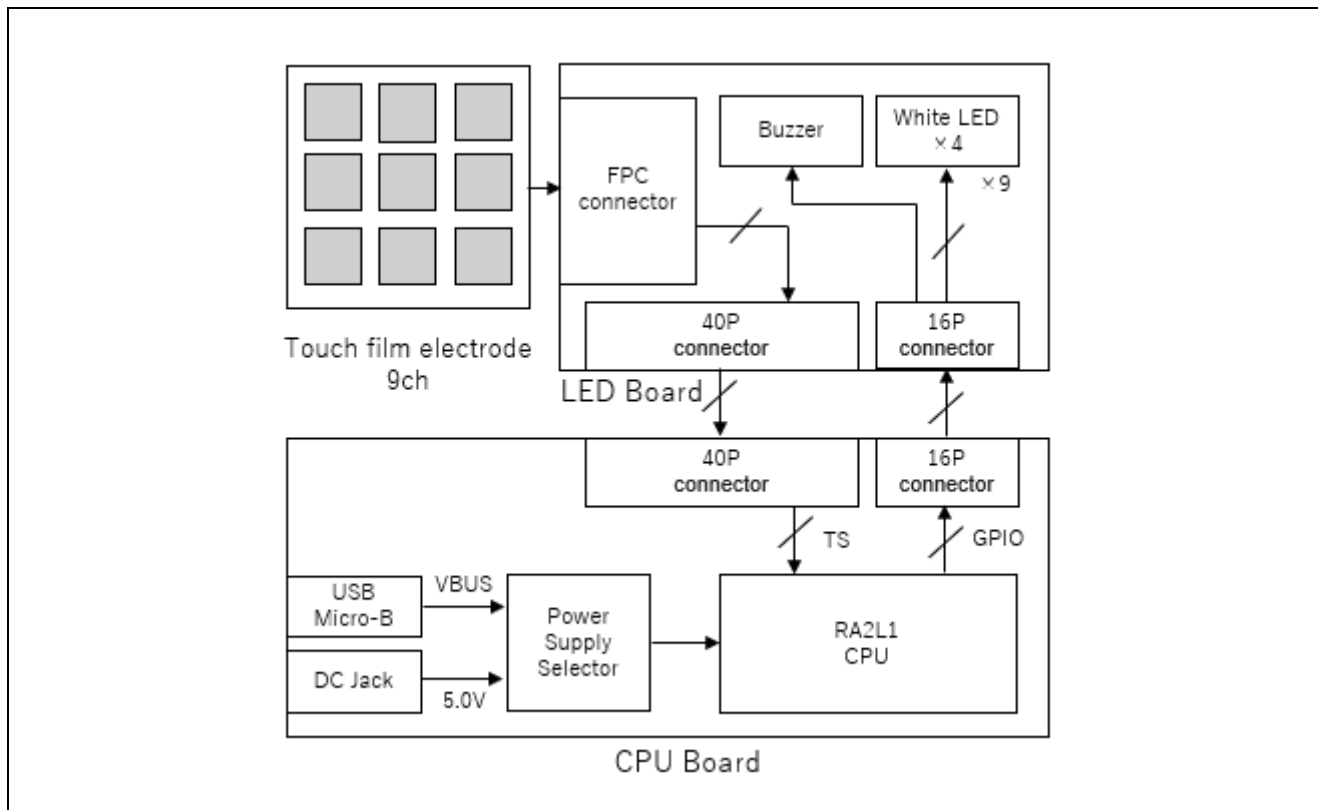 Buzzer
White LED
×4
×9
FPC
connector
40P
connector
16P
connector
Touch film electrode
9ch
LED Board
40P
connector
16P
connector
TS
GPIO
USB
Micro-B
VBUS
Power
Supply
Selector
RA2L1
CPU
DC Jack
5.0V
CPU Board